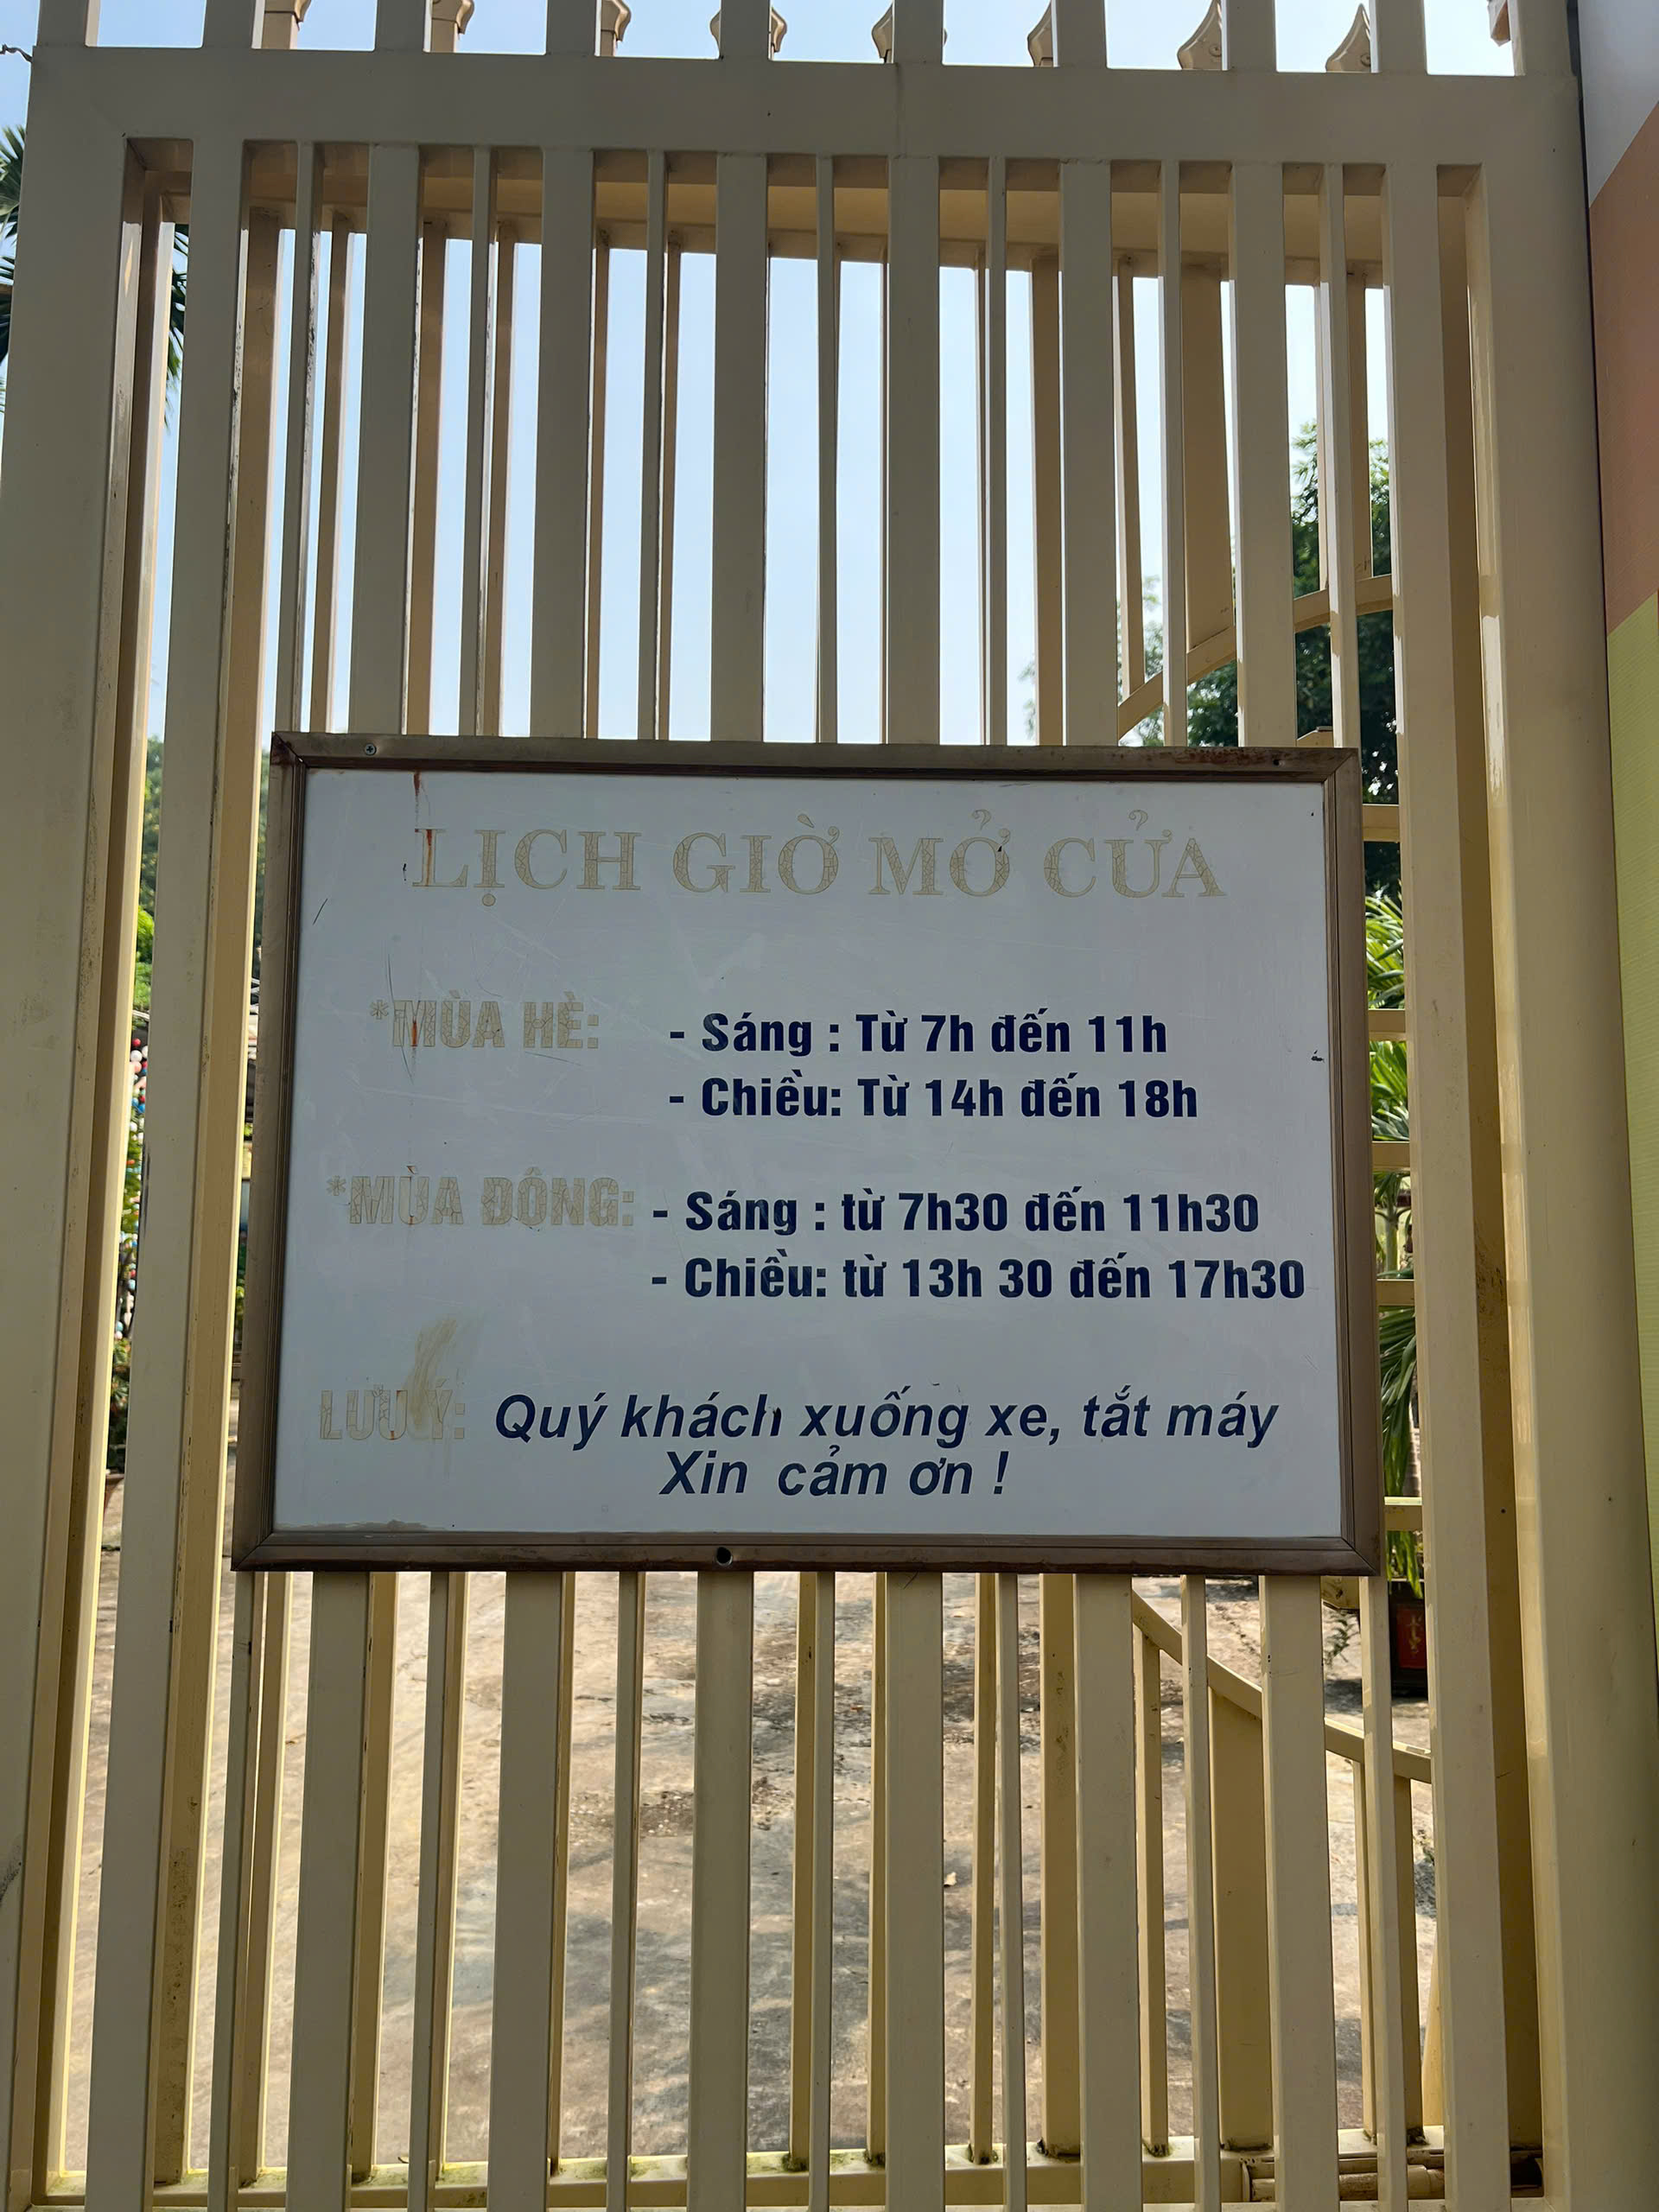 LỊCH GIỜ MỞ CỬA
*MÙA HÈ: - Sáng : Từ 7h đến 11h
- Chiều: Từ 14h đến 18h
*MÙA ĐÔNG: - Sáng : từ 7h30 đến 11h30
- Chiều: từ 13h 30 đến 17h30
LƯU Ý: Quý khách xuống xe, tắt máy
Xin cảm ơn !